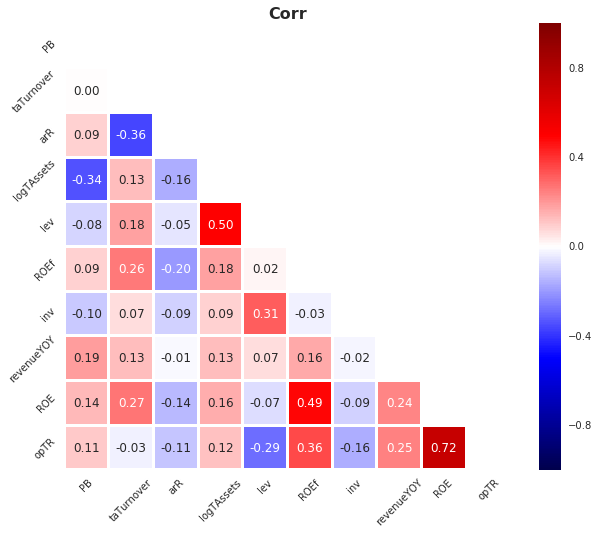 Corr
PB
taTurnover 0.00
arR 0.09 -0.36
logTAssets -0.34 0.13 -0.16
lev -0.08 0.18 -0.05 0.50
ROEf 0.09 0.26 -0.20 0.18 0.02
inv -0.10 0.07 -0.09 0.09 0.31 -0.03
revenueYOY 0.19 0.13 -0.01 0.13 0.07 0.16 -0.02
ROE 0.14 0.27 -0.14 0.16 -0.07 0.49 -0.09 0.24
opTR 0.11 -0.03 -0.11 0.12 -0.29 0.36 -0.16 0.25 0.72
PB taTurnover arR logTAssets lev ROEf inv revenueYOY ROE opTR
0.8
0.4
0.0
−0.4
−0.8